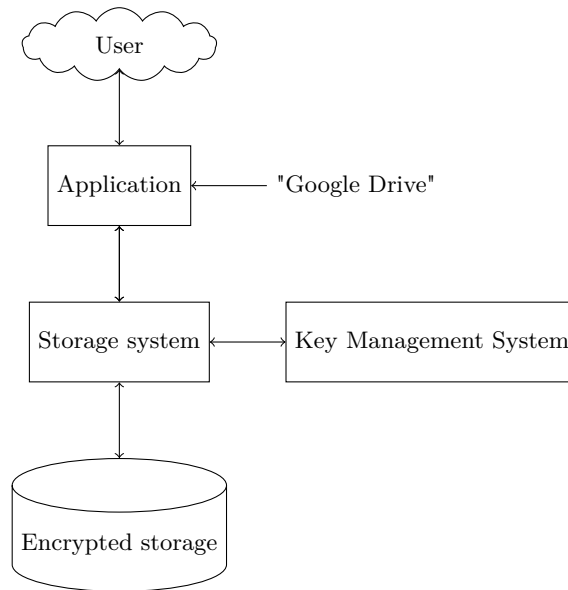 User
Application
"Google Drive"
Storage system
Key Management System
Encrypted storage